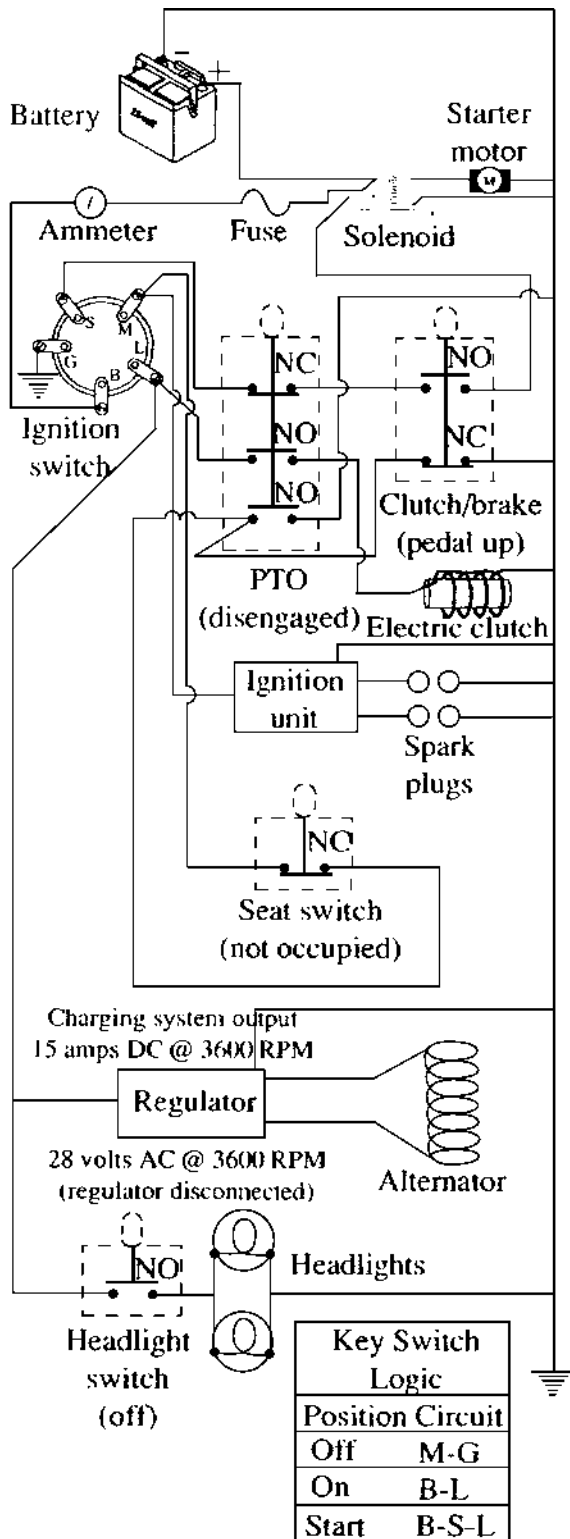 Battery
- +
Starter
motor
M
Ammeter
Fuse
Solenoid
S
M
L
G
B
Ignition
switch
NC
NO
NO
NO
NC
Clutch/brake
(pedal up)
PTO
(disengaged)
Electric clutch
Ignition
unit
Spark
plugs
NO
Seat switch
(not occupied)
Charging system output
15 amps DC @ 3600 RPM
Regulator
28 volts AC @ 3600 RPM
(regulator disconnected)
Alternator
NO
Headlights
Headlight
switch
(off)
Key Switch
Logic
Position Circuit
Off M-G
On B-L
Start B-S-L